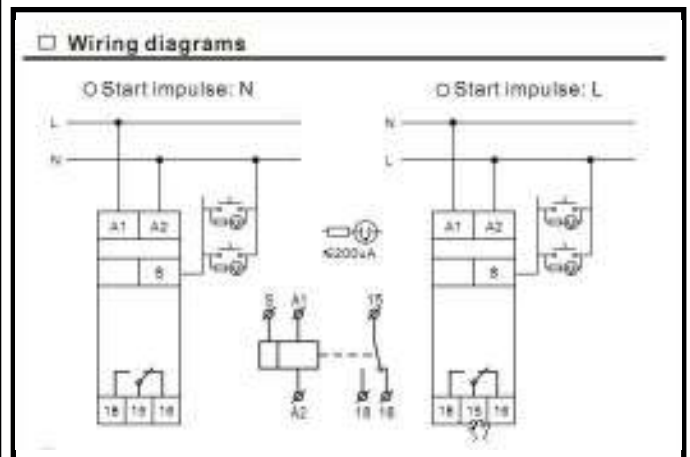 Wiring diagrams
Start impulse: N
Start impulse: L
L
N
N
L
A1 A2
A1 A2
S
S
≤200uA
S A1 15
A2 18 16
18 15 16
18 15 16